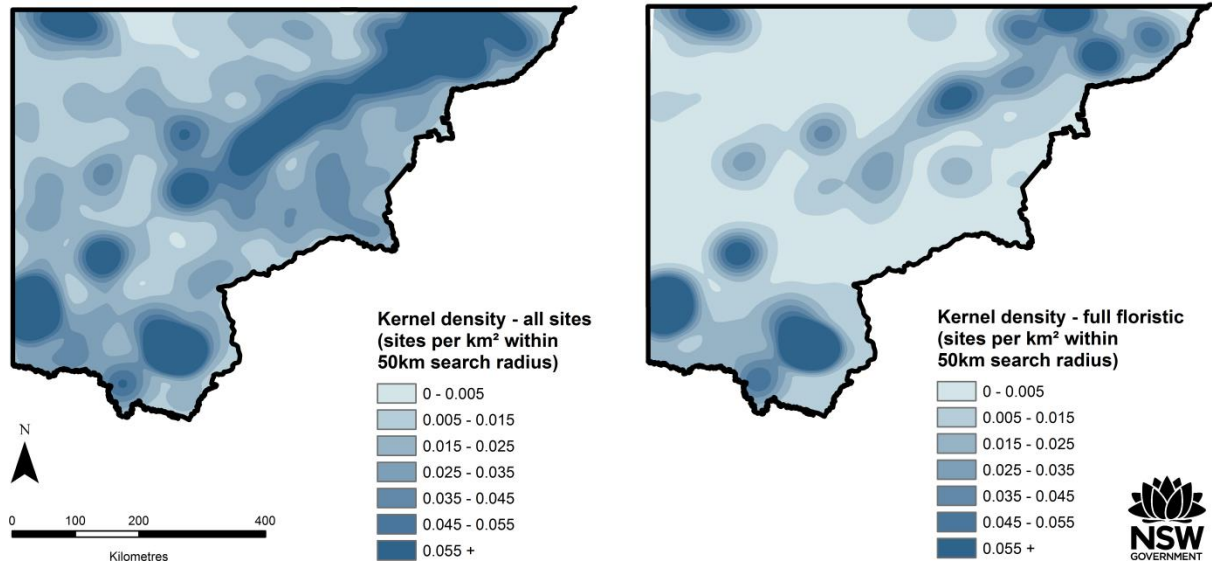 Kernel density - all sites
(sites per km² within
50km search radius)
0 - 0.005
0.005 - 0.015
0.015 - 0.025
0.025 - 0.035
0.035 - 0.045
0.045 - 0.055
0.055 +
N
0 100 200 400
Kilometres
Kernel density - full floristic
(sites per km² within
50km search radius)
0 - 0.005
0.005 - 0.015
0.015 - 0.025
0.025 - 0.035
0.035 - 0.045
0.045 - 0.055
0.055 +
NSW
GOVERNMENT